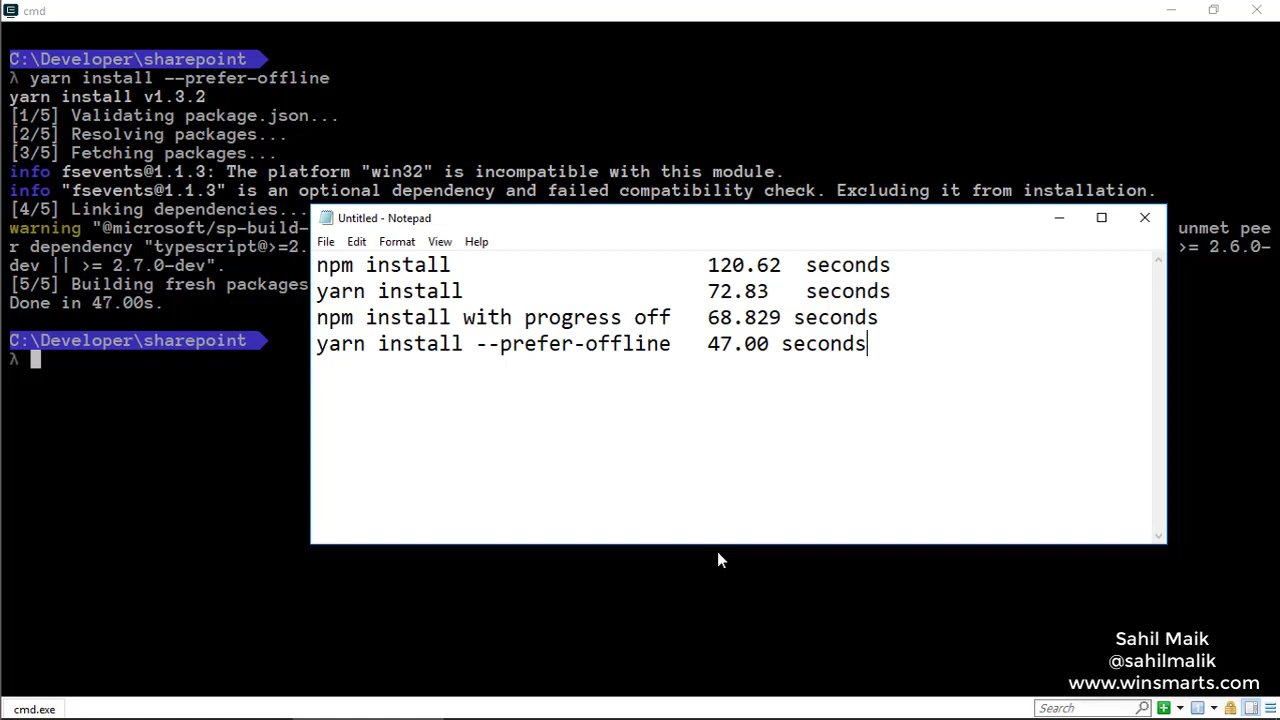 cmd
C:\Developer\sharepoint
λ yarn install --prefer-offline
yarn install v1.3.2
[1/5] Validating package.json...
[2/5] Resolving packages...
[3/5] Fetching packages...
info fsevents@1.1.3: The platform "win32" is incompatible with this module.
info "fsevents@1.1.3" is an optional dependency and failed compatibility check. Excluding it from installation.
[4/5] Linking dependencies...
warning "@microsoft/sp-build- unmet pee
r dependency "typescript@>=2. >= 2.6.0-
dev || >= 2.7.0-dev".
[5/5] Building fresh packages
Done in 47.00s.
C:\Developer\sharepoint
λ
Untitled - Notepad
File Edit Format View Help
npm install 120.62 seconds
yarn install 72.83 seconds
npm install with progress off 68.829 seconds
yarn install --prefer-offline 47.00 seconds
Sahil Maik
@sahilmalik
www.winsmarts.com
cmd.exe
Search